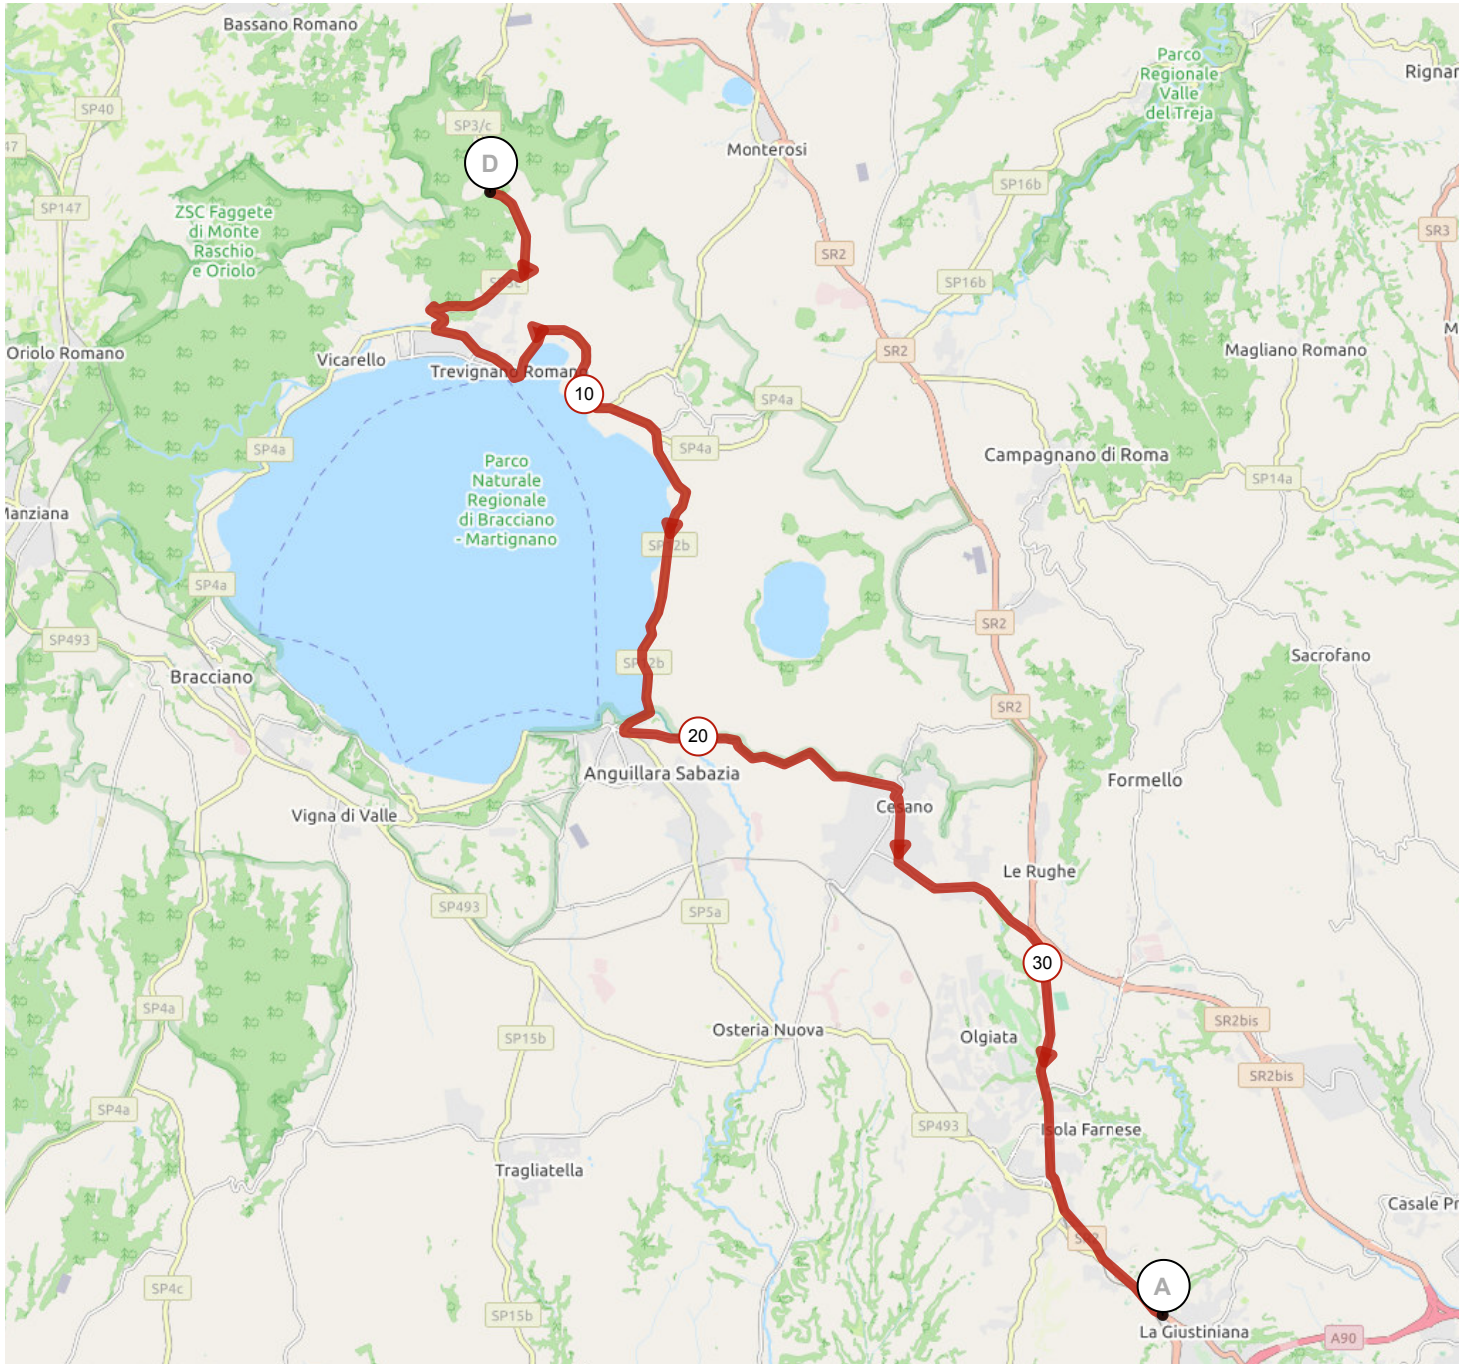 Bassano Romano
Parco
Regionale
Valle
del Treja
SP40
SP3/c
Monterosi
D
SP16b
SP147
ZSC Faggete
di Monte
Raschio
e Oriolo
SR3
SR2
SP16b
Oriolo Romano
Vicarello
Trevignano Romano
SR2
Magliano Romano
10
SP4a
SP4a
SP4a
Campagnano di Roma
Parco
Naturale
Regionale
di Bracciano
- Martignano
SP14a
SP4a
SR2
SP493
Bracciano
Sacrofano
SR2
20
Anguillara Sabazia
Formello
Vigna di Valle
Cesano
Le Rughe
SP493
SP5a
30
SP4a
SP15b
Osteria Nuova
Olgiata
SR2bis
SR2bis
SP4a
SP493
Isola Farnese
Tragliatella
Casale Pr
SP4c
SP15b
A
La Giustiniana
A90